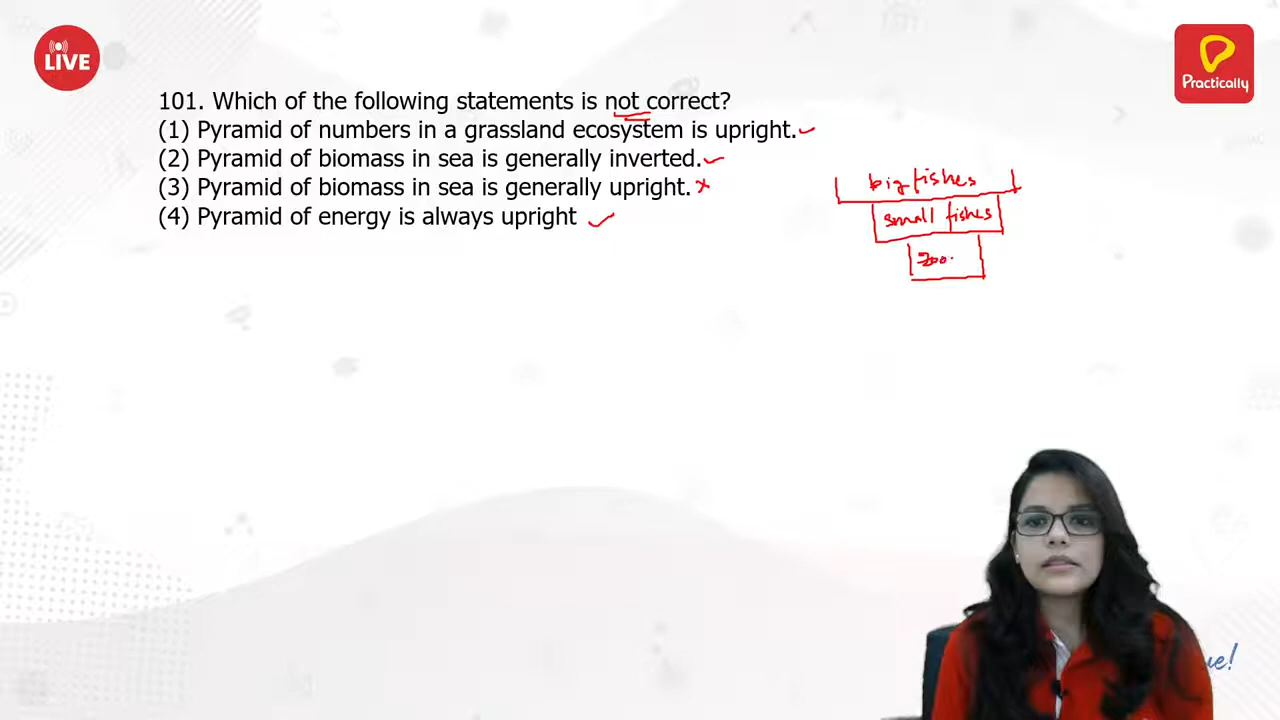 LIVE
Practically
101. Which of the following statements is not correct?
(1) Pyramid of numbers in a grassland ecosystem is upright.
(2) Pyramid of biomass in sea is generally inverted.
(3) Pyramid of biomass in sea is generally upright.
(4) Pyramid of energy is always upright
big fishes
small fishes
Zoo.